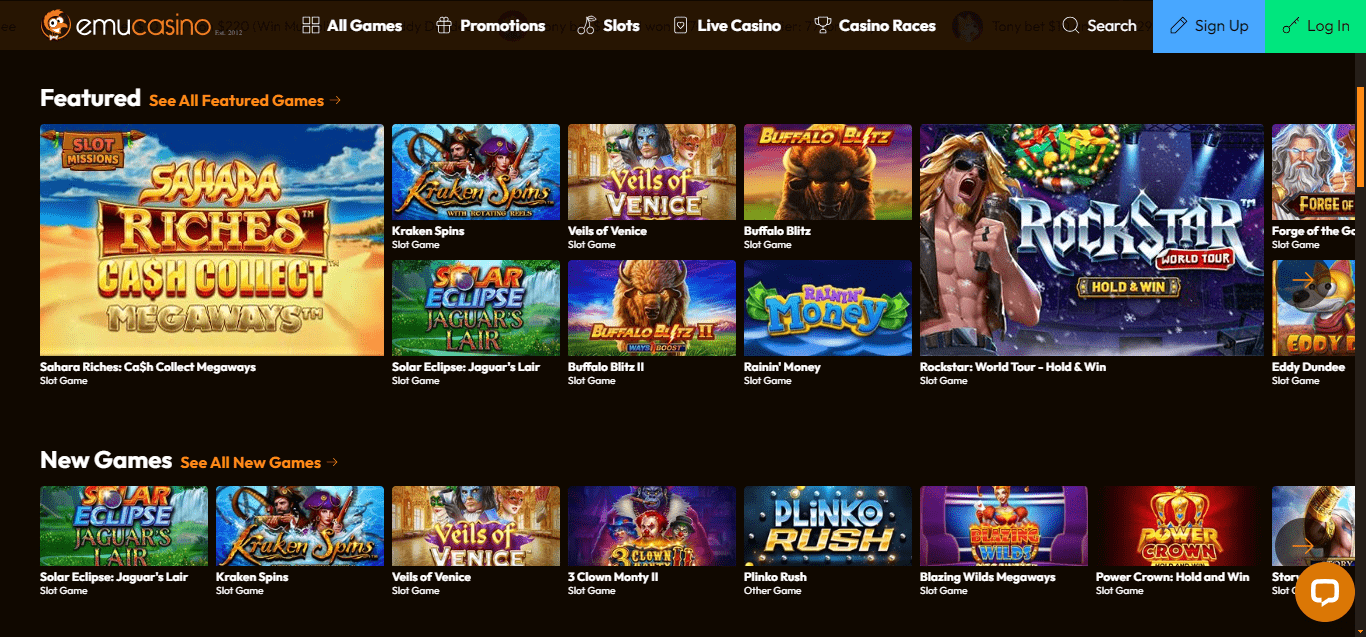 emucasino
Est. 2012
All Games
Promotions
Slots
Live Casino
Casino Races
Search
Sign Up
Log In
Featured
See All Featured Games →
SLOT
MISSIONS
SAHARA
RICHES™
CA$H COLLECT™
MEGAWAYS™
Sahara Riches: Ca$h Collect Megaways
Slot Game
Kraken Spins
WITH ROTATING REELS
Kraken Spins
Slot Game
Veils of
VENICE™
Veils of Venice
Slot Game
BUFFALO BLITZ
Buffalo Blitz
Slot Game
SOLAR
ECLIPSE
JAGUAR'S
LAIR
Solar Eclipse: Jaguar's Lair
Slot Game
BUFFALO BLITZ II
WAYS BOOST™
Buffalo Blitz II
Slot Game
RAININ'
Money
Rainin' Money
Slot Game
ROCKSTAR™
WORLD TOUR
HOLD & WIN
Rockstar: World Tour - Hold & Win
Slot Game
FORGE OF
Forge of the Go
Slot Game
EDDY D
Eddy Dundee
Slot Game
New Games
See All New Games →
SOLAR
ECLIPSE
JAGUAR'S
LAIR
Solar Eclipse: Jaguar's Lair
Slot Game
Kraken Spins
Kraken Spins
Slot Game
Veils of
VENICE
Veils of Venice
Slot Game
3 CLOWN
MONTY II
3 Clown Monty II
Slot Game
PLINKO
RUSH
Plinko Rush
Other Game
BLAZING
WILDS
MEGAWAYS
Blazing Wilds Megaways
Slot Game
POWER
CROWN
HOLD AND WIN
Power Crown: Hold and Win
Slot Game
Story
Slot G